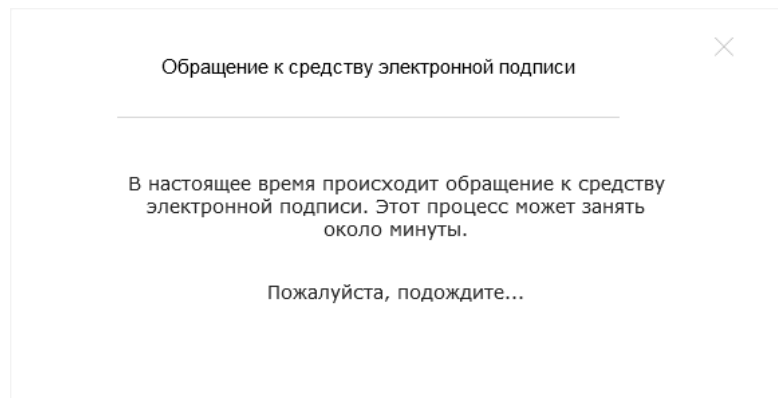 Обращение к средству электронной подписи
В настоящее время происходит обращение к средству
электронной подписи. Этот процесс может занять
около минуты.
Пожалуйста, подождите...